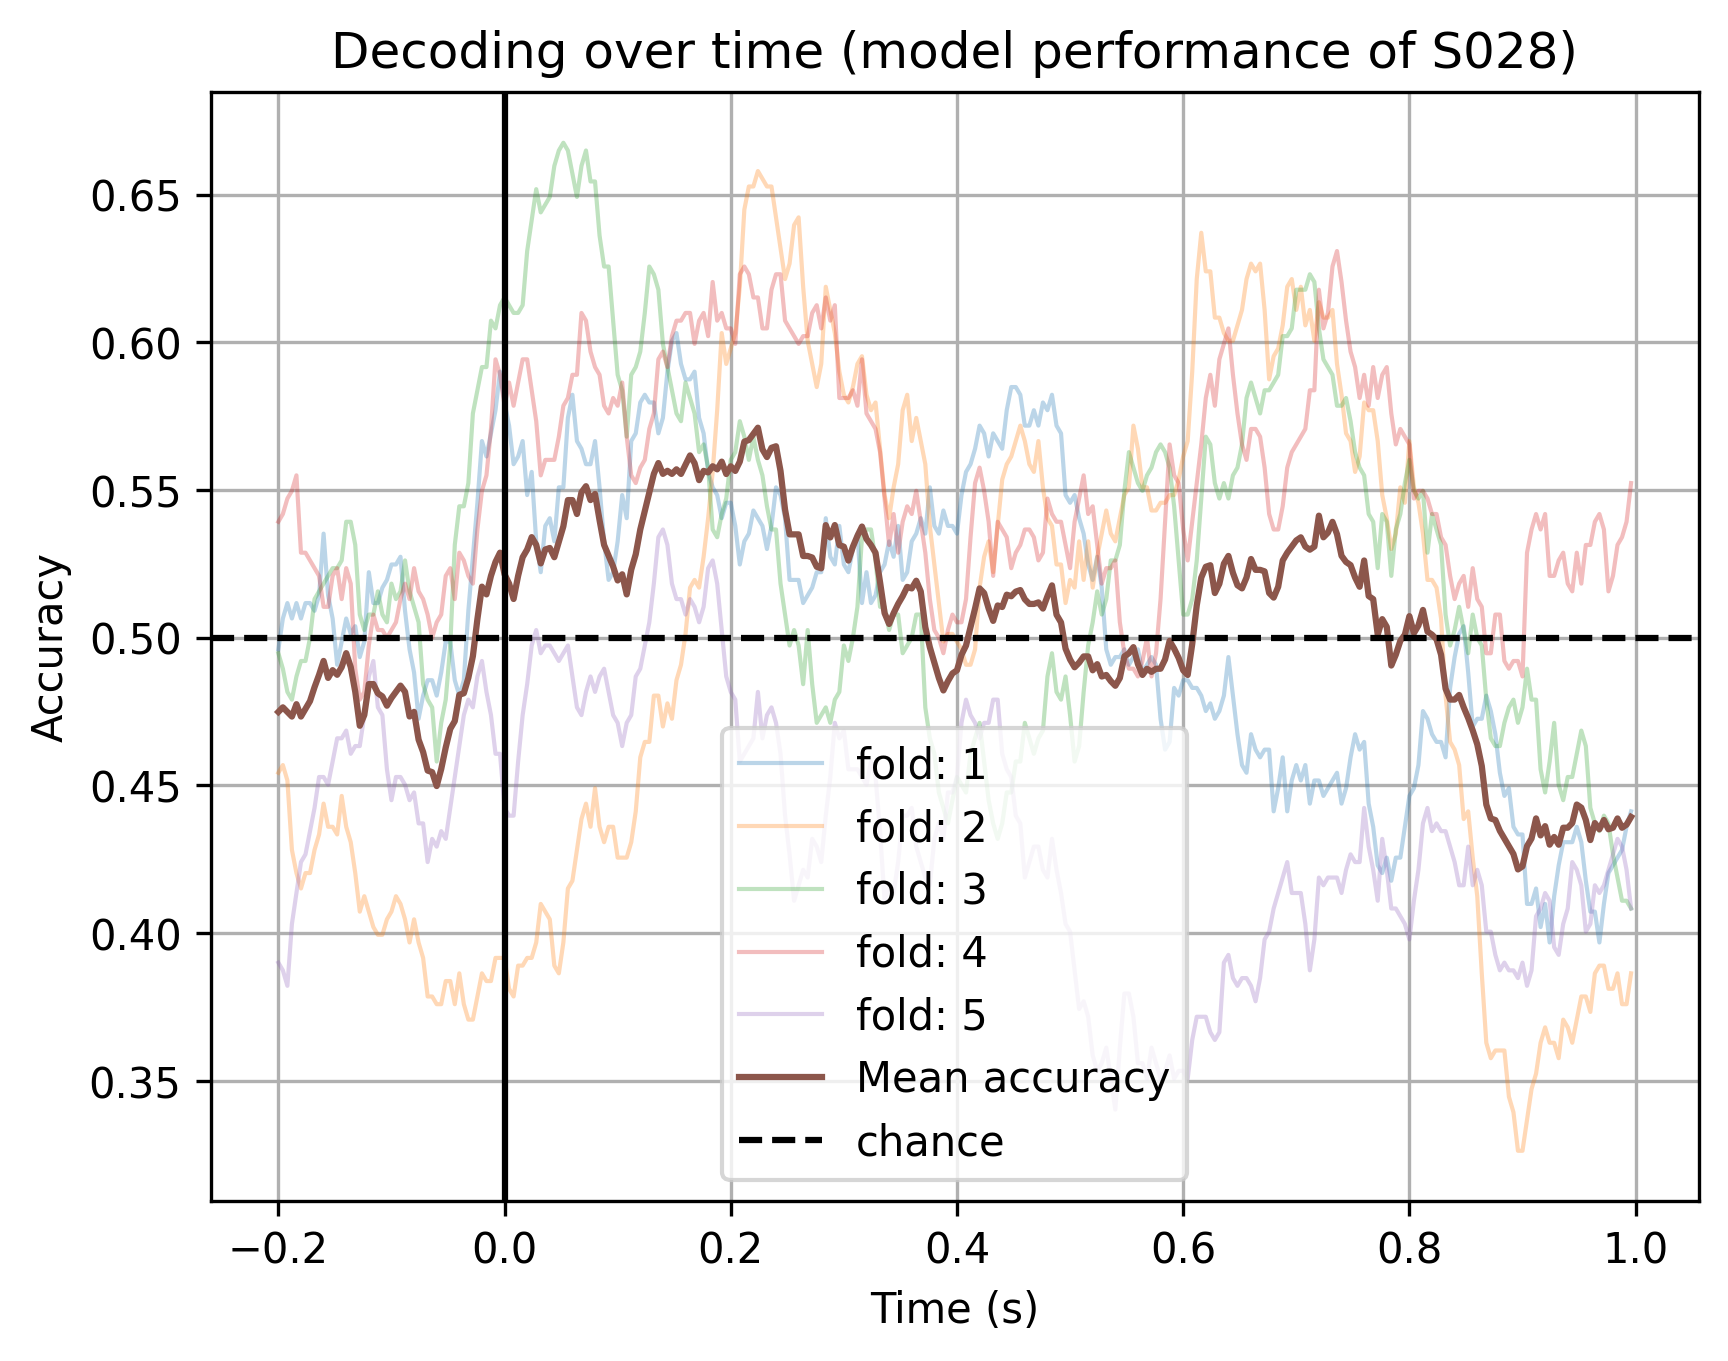 Decoding over time (model performance of S028)
Accuracy
0.65
0.60
0.55
0.50
0.45
0.40
0.35
fold: 1
fold: 2
fold: 3
fold: 4
fold: 5
Mean accuracy
chance
−0.2 0.0 0.2 0.4 0.6 0.8 1.0
Time (s)